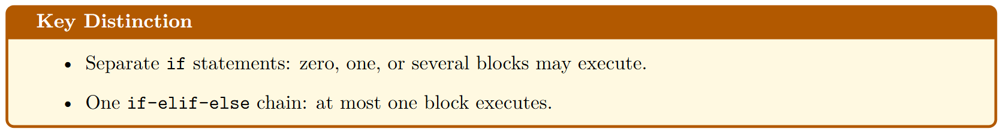 Key Distinction
• Separate if statements: zero, one, or several blocks may execute.
• One if-elif-else chain: at most one block executes.